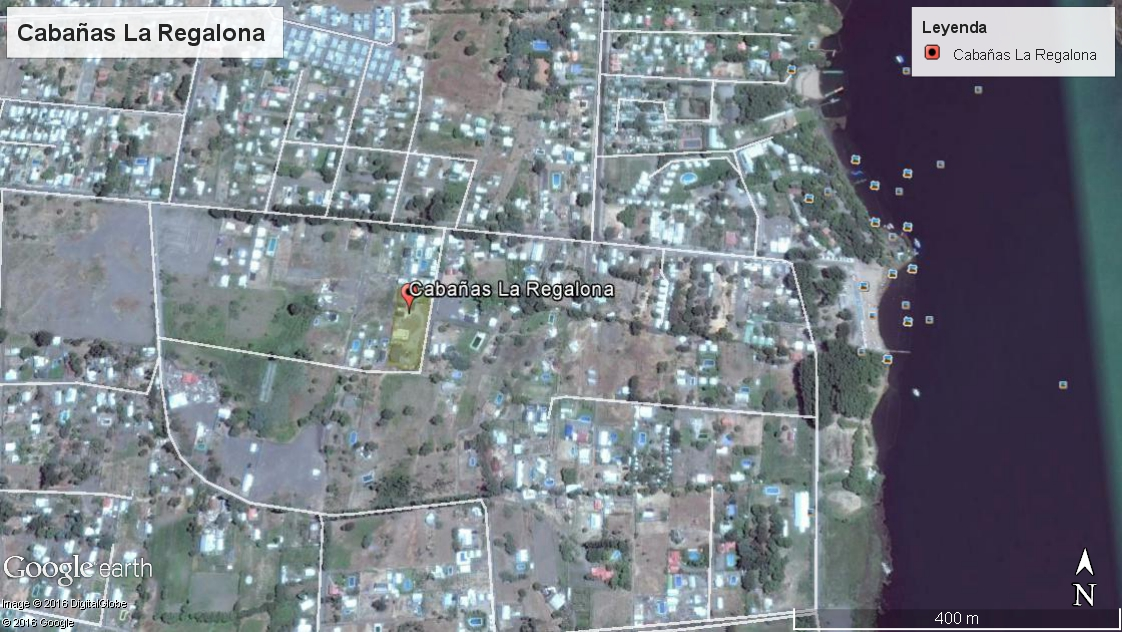 Cabañas La Regalona
Leyenda
Cabañas La Regalona
Cabañas La Regalona
Google earth
Image © 2016 DigitalGlobe
© 2016 Google
N
400 m